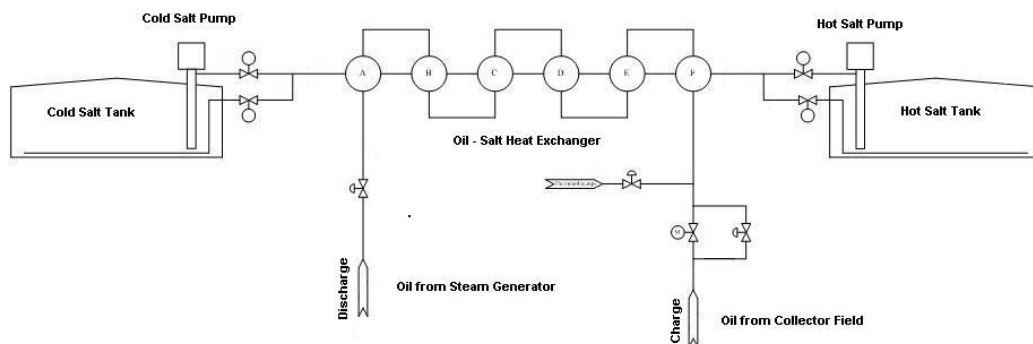 Cold Salt Pump
Hot Salt Pump
A
B
C
D
E
F
Cold Salt Tank
Oil - Salt Heat Exchanger
Hot Salt Tank
M
Discharge
Oil from Steam Generator
Charge
Oil from Collector Field